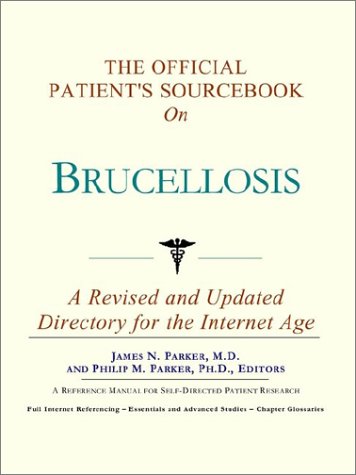 THE OFFICIAL
PATIENT'S SOURCEBOOK
On
BRUCELLOSIS
A Revised and Updated
Directory for the Internet Age
JAMES N. PARKER, M.D.
AND PHILIP M. PARKER, PH.D., EDITORS
A REFERENCE MANUAL FOR SELF-DIRECTED PATIENT RESEARCH
Full Internet Referencing – Essentials and Advanced Studies – Chapter Glossaries